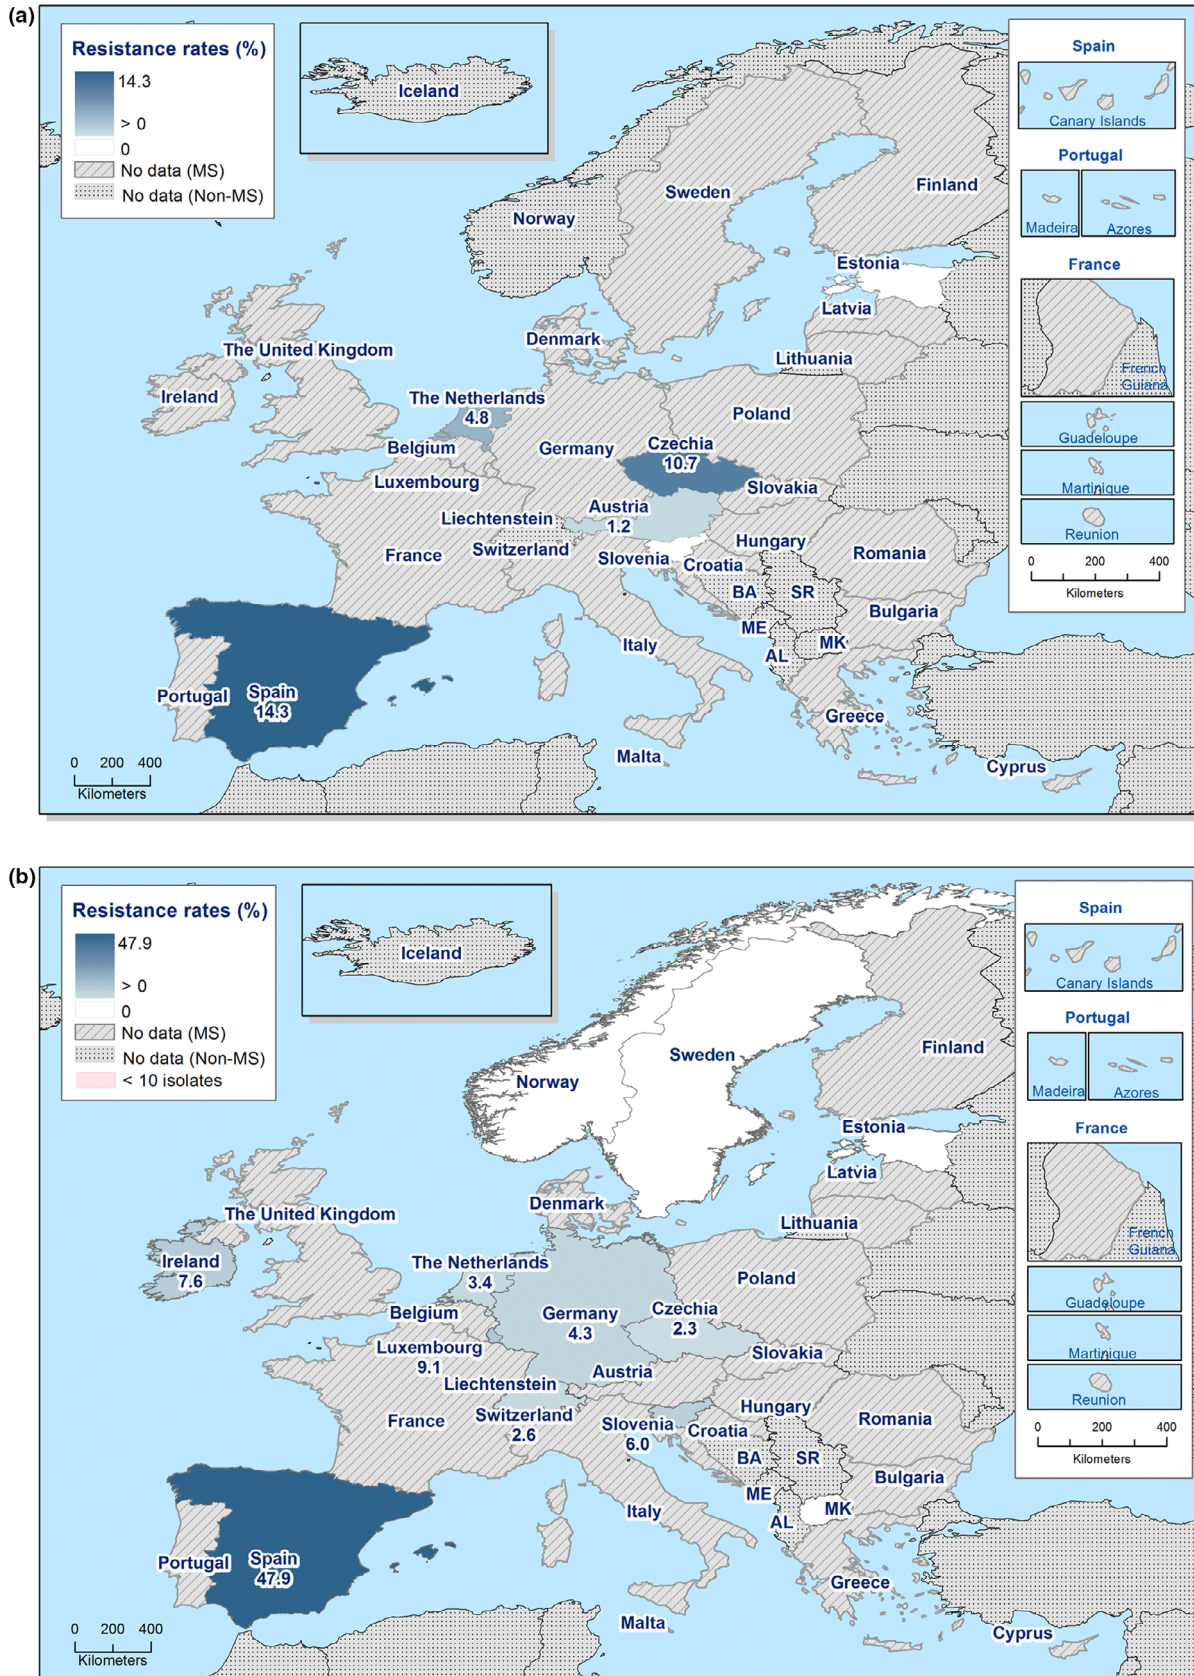 (a)
Resistance rates (%)
14.3
> 0
0
No data (MS)
No data (Non-MS)
Iceland
Spain
Canary Islands
Portugal
Madeira
Azores
France
French
Guiana
Guadeloupe
Martinique
Reunion
0 200 400
Kilometers
Norway
Sweden
Finland
Estonia
Latvia
Lithuania
Denmark
The United Kingdom
Ireland
The Netherlands
4.8
Belgium
Luxembourg
Germany
Poland
Czechia
10.7
Slovakia
Austria
1.2
Liechtenstein
Switzerland
France
Slovenia
Croatia
Hungary
Romania
BA
SR
Bulgaria
ME
MK
AL
Italy
Portugal
Spain
14.3
Greece
Malta
Cyprus
0 200 400
Kilometers
(b)
Resistance rates (%)
47.9
> 0
0
No data (MS)
No data (Non-MS)
< 10 isolates
Iceland
Spain
Canary Islands
Portugal
Madeira
Azores
France
French
Guiana
Guadeloupe
Martinique
Reunion
0 200 400
Kilometers
Norway
Sweden
Finland
Estonia
Latvia
Lithuania
Denmark
The United Kingdom
Ireland
7.6
The Netherlands
3.4
Belgium
Luxembourg
9.1
Germany
4.3
Poland
Czechia
2.3
Slovakia
Austria
Liechtenstein
Switzerland
2.6
France
Slovenia
6.0
Croatia
Hungary
Romania
BA
SR
Bulgaria
ME
MK
AL
Italy
Portugal
Spain
47.9
Greece
Malta
Cyprus
0 200 400
Kilometers